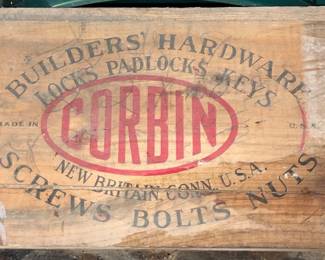 BUILDERS' HARDWARE
LOCKS PADLOCKS KEYS
MADE IN
CORBIN
U.S.A.
NEW BRITAIN, CONN., U.S.A.
SCREWS BOLTS NUTS